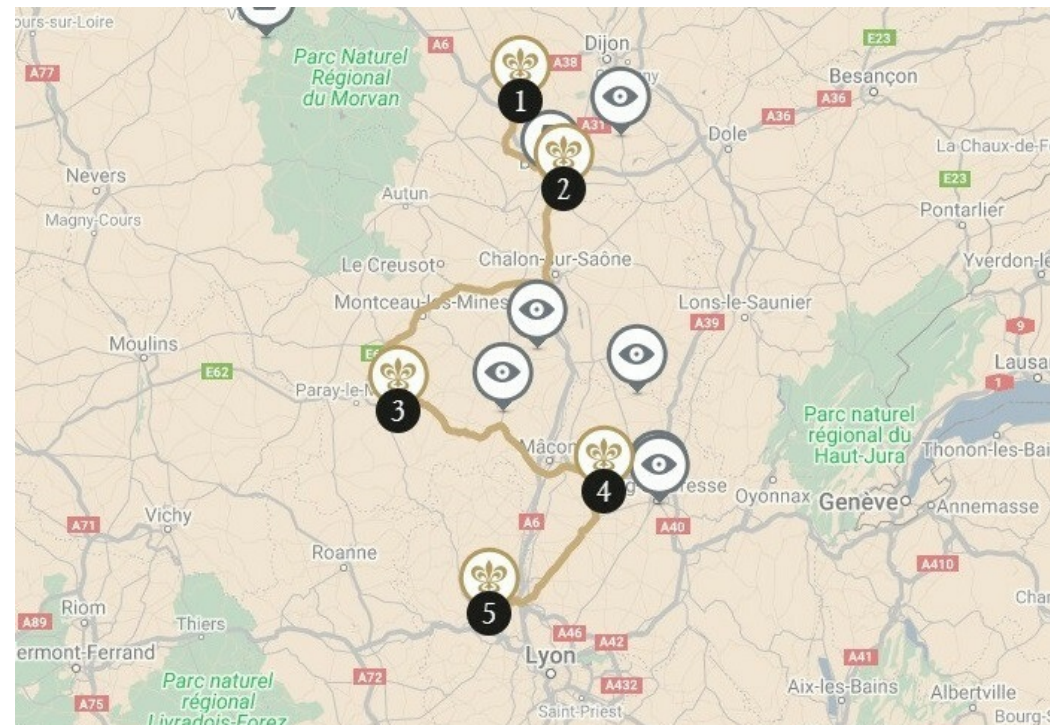 ours-sur-Loire
A6
A38
Dijon
E23
Parc Naturel
Régional
du Morvan
A77
1
Besançon
A36
A36
A31
Dole
La Chaux-de-F
Nevers
2
E23
Autun
Pontarlier
Magny-Cours
Le Creusot
Chalon-sur-Saône
Yverdon-le
Montceau-les-Mines
Lons-le-Saunier
A39
9
Moulins
E62
Lausa
1
Paray-le-M
3
Parc naturel
régional du
Haut-Jura
Mâcon
Thonon-les-Bai
4
Oyonnax
Genève
Annemasse
A71
Vichy
A6
A40
Roanne
A410
5
Riom
Char
A89
Thiers
A46
A42
ermont-Ferrand
Lyon
A41
A72
A432
Aix-les-Bains
Albertville
Parc naturel
régional
Livradois-Forez
A75
Saint-Priest
Bourg-S